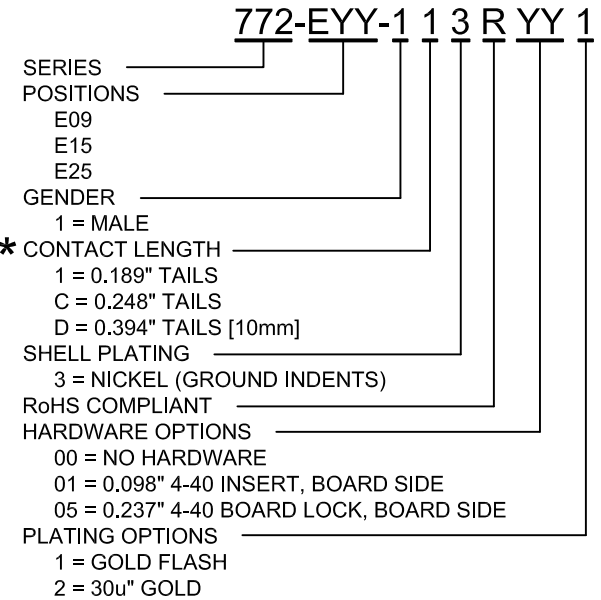 772-EYY-1 1 3 R YY 1
SERIES
POSITIONS
E09
E15
E25
GENDER
1 = MALE
* CONTACT LENGTH
1 = 0.189" TAILS
C = 0.248" TAILS
D = 0.394" TAILS [10mm]
SHELL PLATING
3 = NICKEL (GROUND INDENTS)
RoHS COMPLIANT
HARDWARE OPTIONS
00 = NO HARDWARE
01 = 0.098" 4-40 INSERT, BOARD SIDE
05 = 0.237" 4-40 BOARD LOCK, BOARD SIDE
PLATING OPTIONS
1 = GOLD FLASH
2 = 30u" GOLD